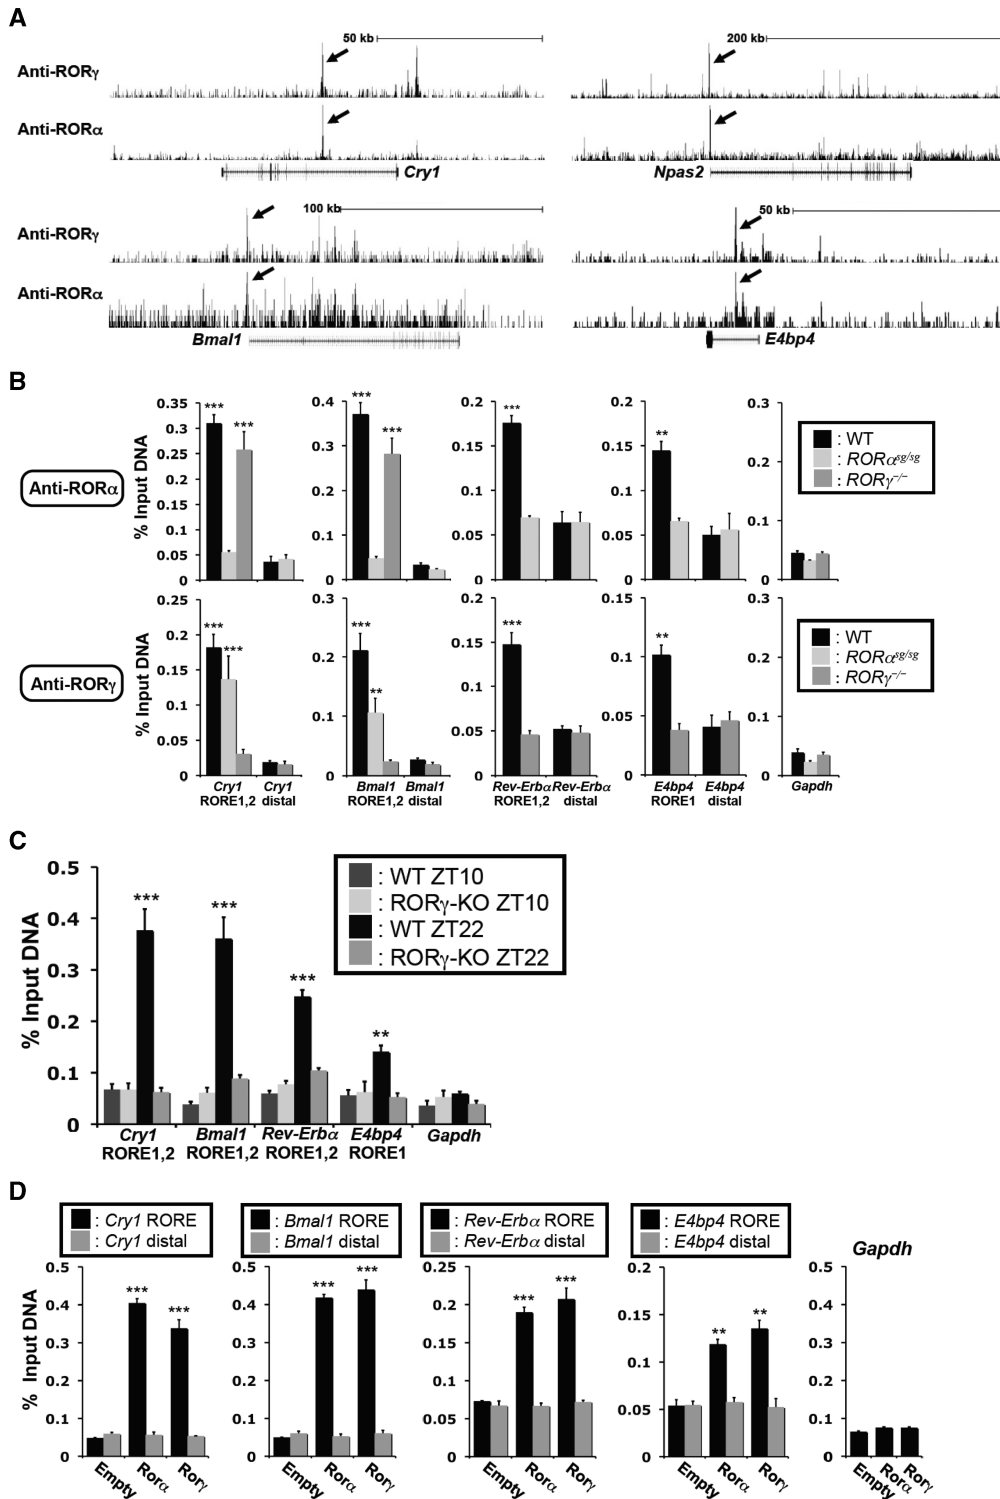 A
50 kb
200 kb
Anti-RORγ
Anti-RORα
Cry1
Npas2
100 kb
50 kb
Anti-RORγ
Anti-RORα
Bmal1
E4bp4
B
Anti-RORα
% Input DNA
0.35
0.3
0.25
0.2
0.15
0.1
0.05
0
***
***
0.4
0.3
0.2
0.1
0
***
***
0.2
0.15
0.1
0.05
0
***
0.2
0.15
0.1
0.05
0
**
0.3
0.2
0.1
0
: WT
: RORα^sg/sg
: RORγ^−/−
Anti-RORγ
% Input DNA
0.25
0.2
0.15
0.1
0.05
0
***
***
0.3
0.2
0.1
0
***
**
0.2
0.15
0.1
0.05
0
***
0.15
0.1
0.05
0
**
0.3
0.2
0.1
0
: WT
: RORα^sg/sg
: RORγ^−/−
Cry1 RORE1,2
Cry1 distal
Bmal1 RORE1,2
Bmal1 distal
Rev-Erbα RORE1,2
Rev-Erbα distal
E4bp4 RORE1
E4bp4 distal
Gapdh
C
% Input DNA
0.5
0.4
0.3
0.2
0.1
0
***
***
***
**
: WT ZT10
: RORγ-KO ZT10
: WT ZT22
: RORγ-KO ZT22
Cry1 RORE1,2
Bmal1 RORE1,2
Rev-Erbα RORE1,2
E4bp4 RORE1
Gapdh
D
: Cry1 RORE
: Cry1 distal
: Bmal1 RORE
: Bmal1 distal
: Rev-Erbα RORE
: Rev-Erbα distal
: E4bp4 RORE
: E4bp4 distal
Gapdh
% Input DNA
0.5
0.4
0.3
0.2
0.1
0
***
***
Empty
Rorα
Rorγ
0.5
0.4
0.3
0.2
0.1
0
***
***
Empty
Rorα
Rorγ
0.25
0.2
0.15
0.1
0.05
0
***
***
Empty
Rorα
Rorγ
0.2
0.15
0.1
0.05
0
**
**
Empty
Rorα
Rorγ
0.5
0.4
0.3
0.2
0.1
0
Empty
Rorα
Rorγ